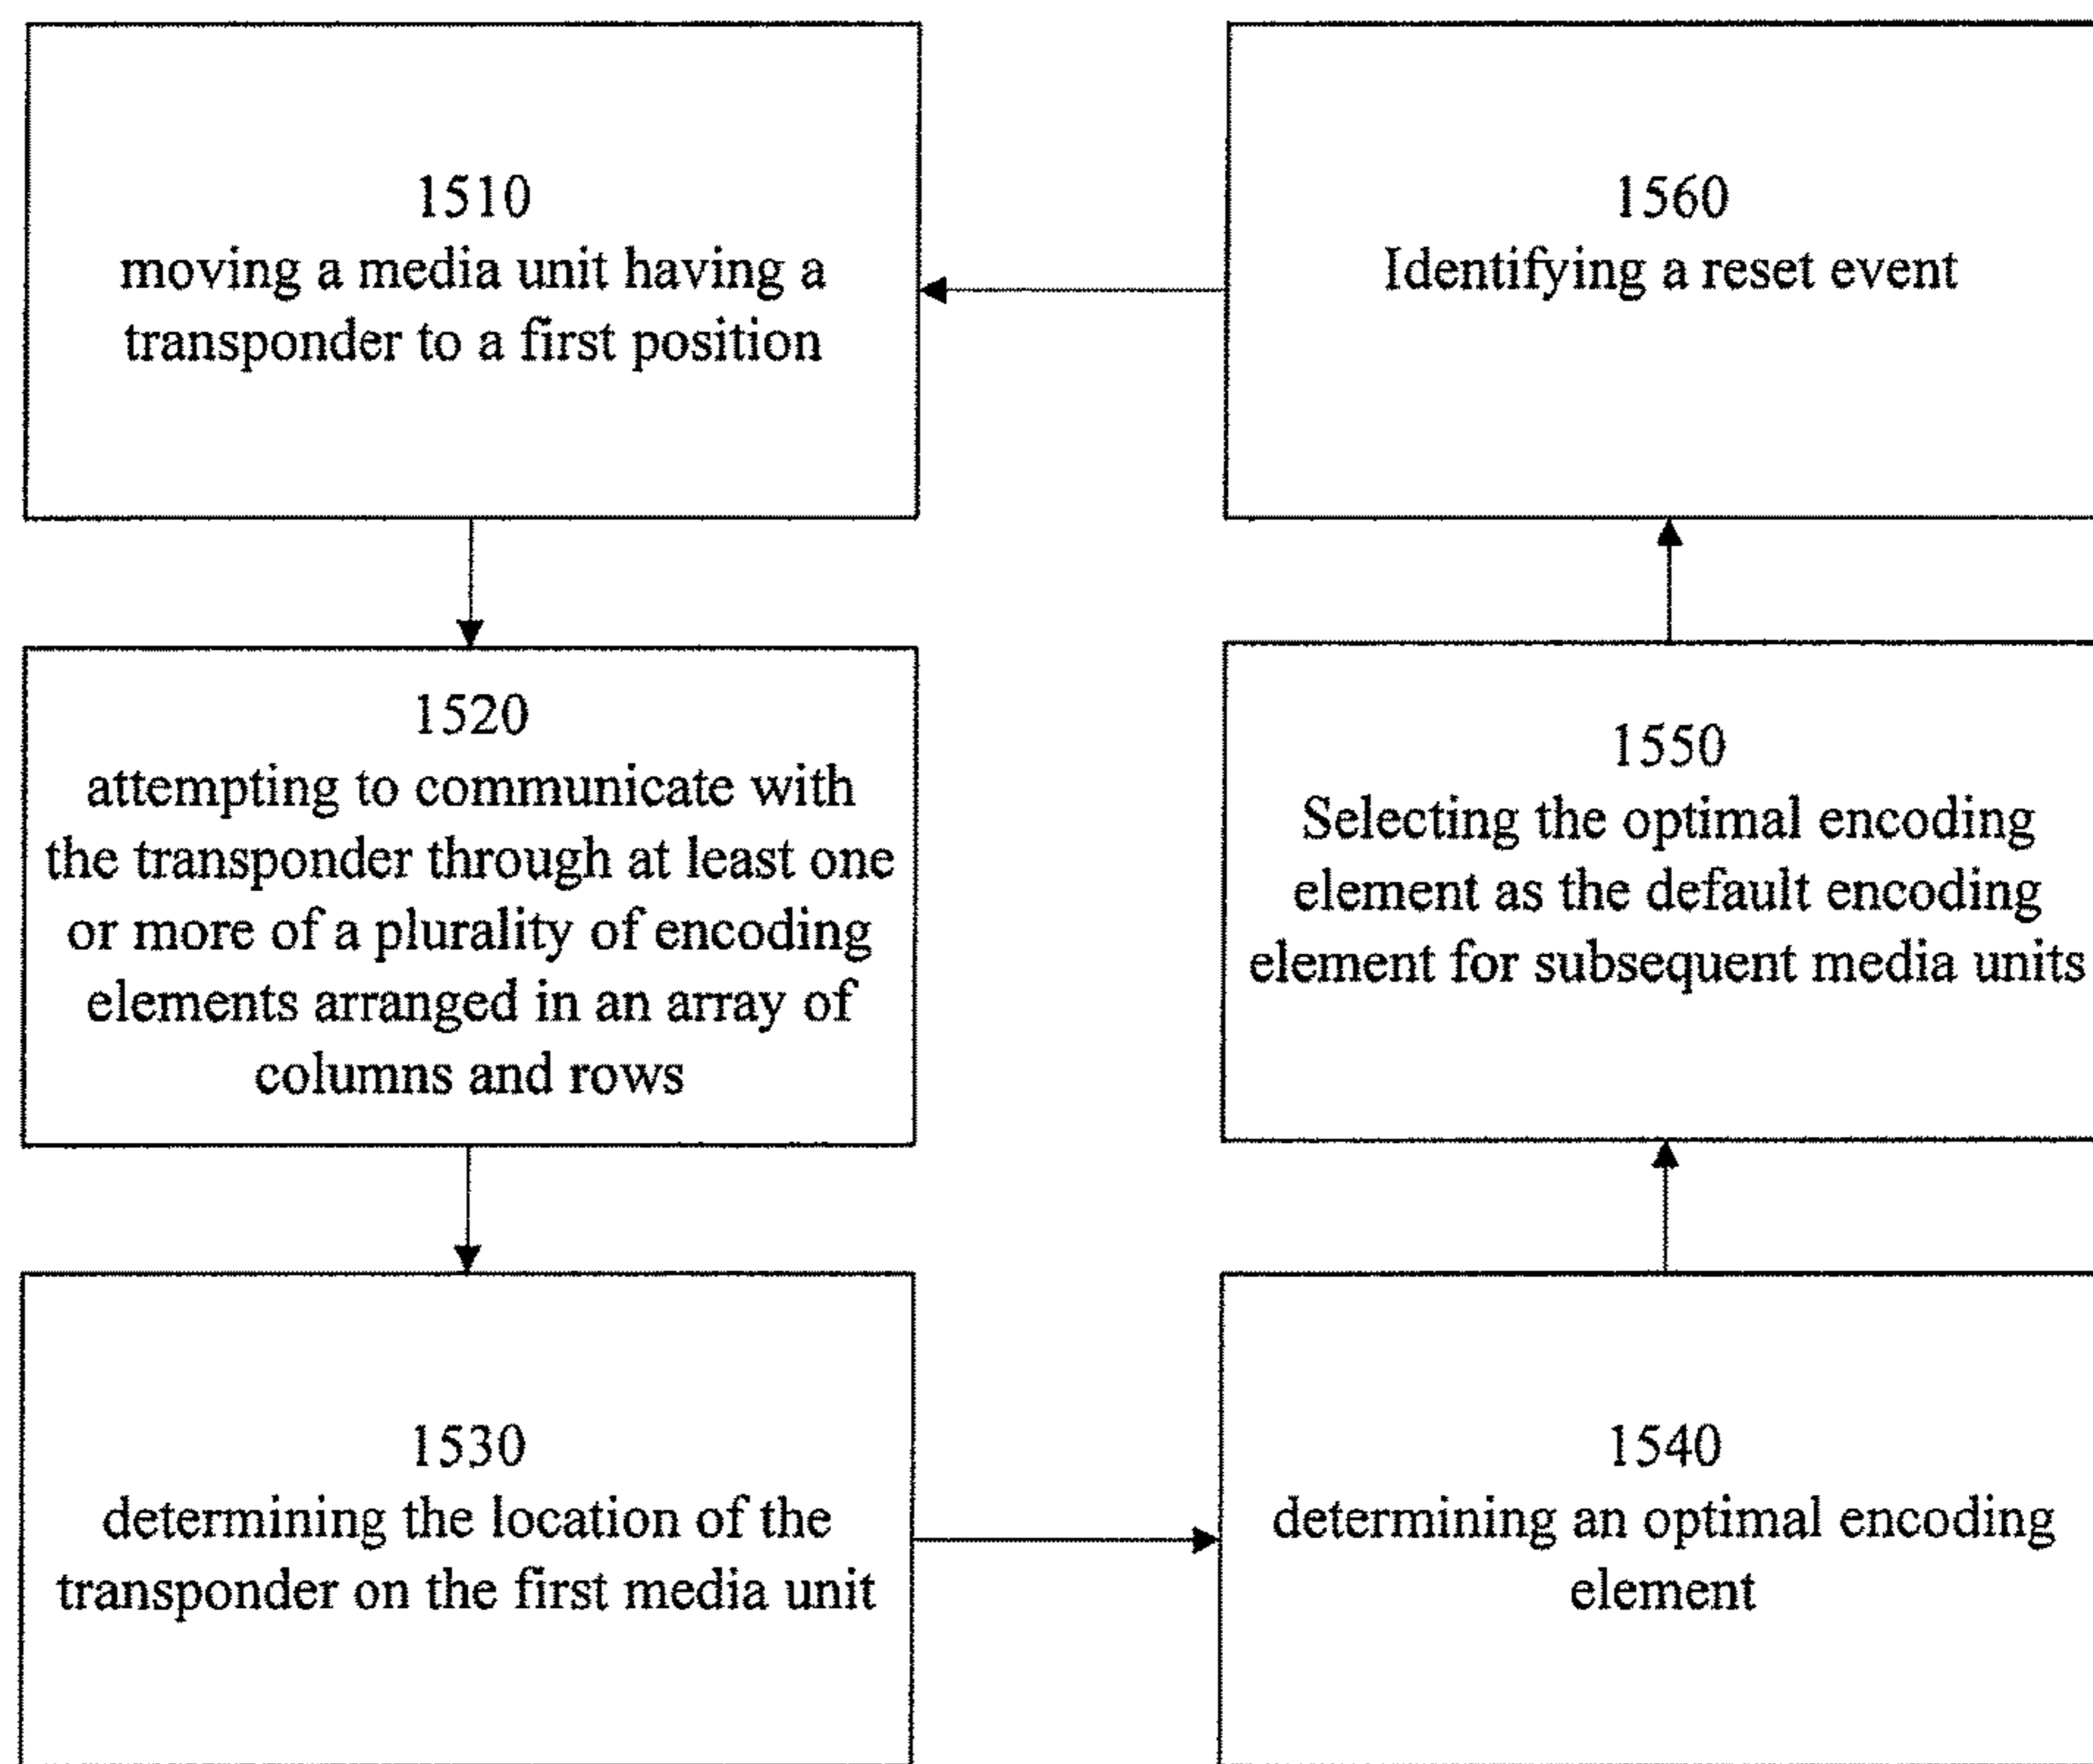 1510
moving a media unit having a
transponder to a first position
1520
attempting to communicate with
the transponder through at least one
or more of a plurality of encoding
elements arranged in an array of
columns and rows
1530
determining the location of the
transponder on the first media unit
1540
determining an optimal encoding
element
1550
Selecting the optimal encoding
element as the default encoding
element for subsequent media units
1560
Identifying a reset event